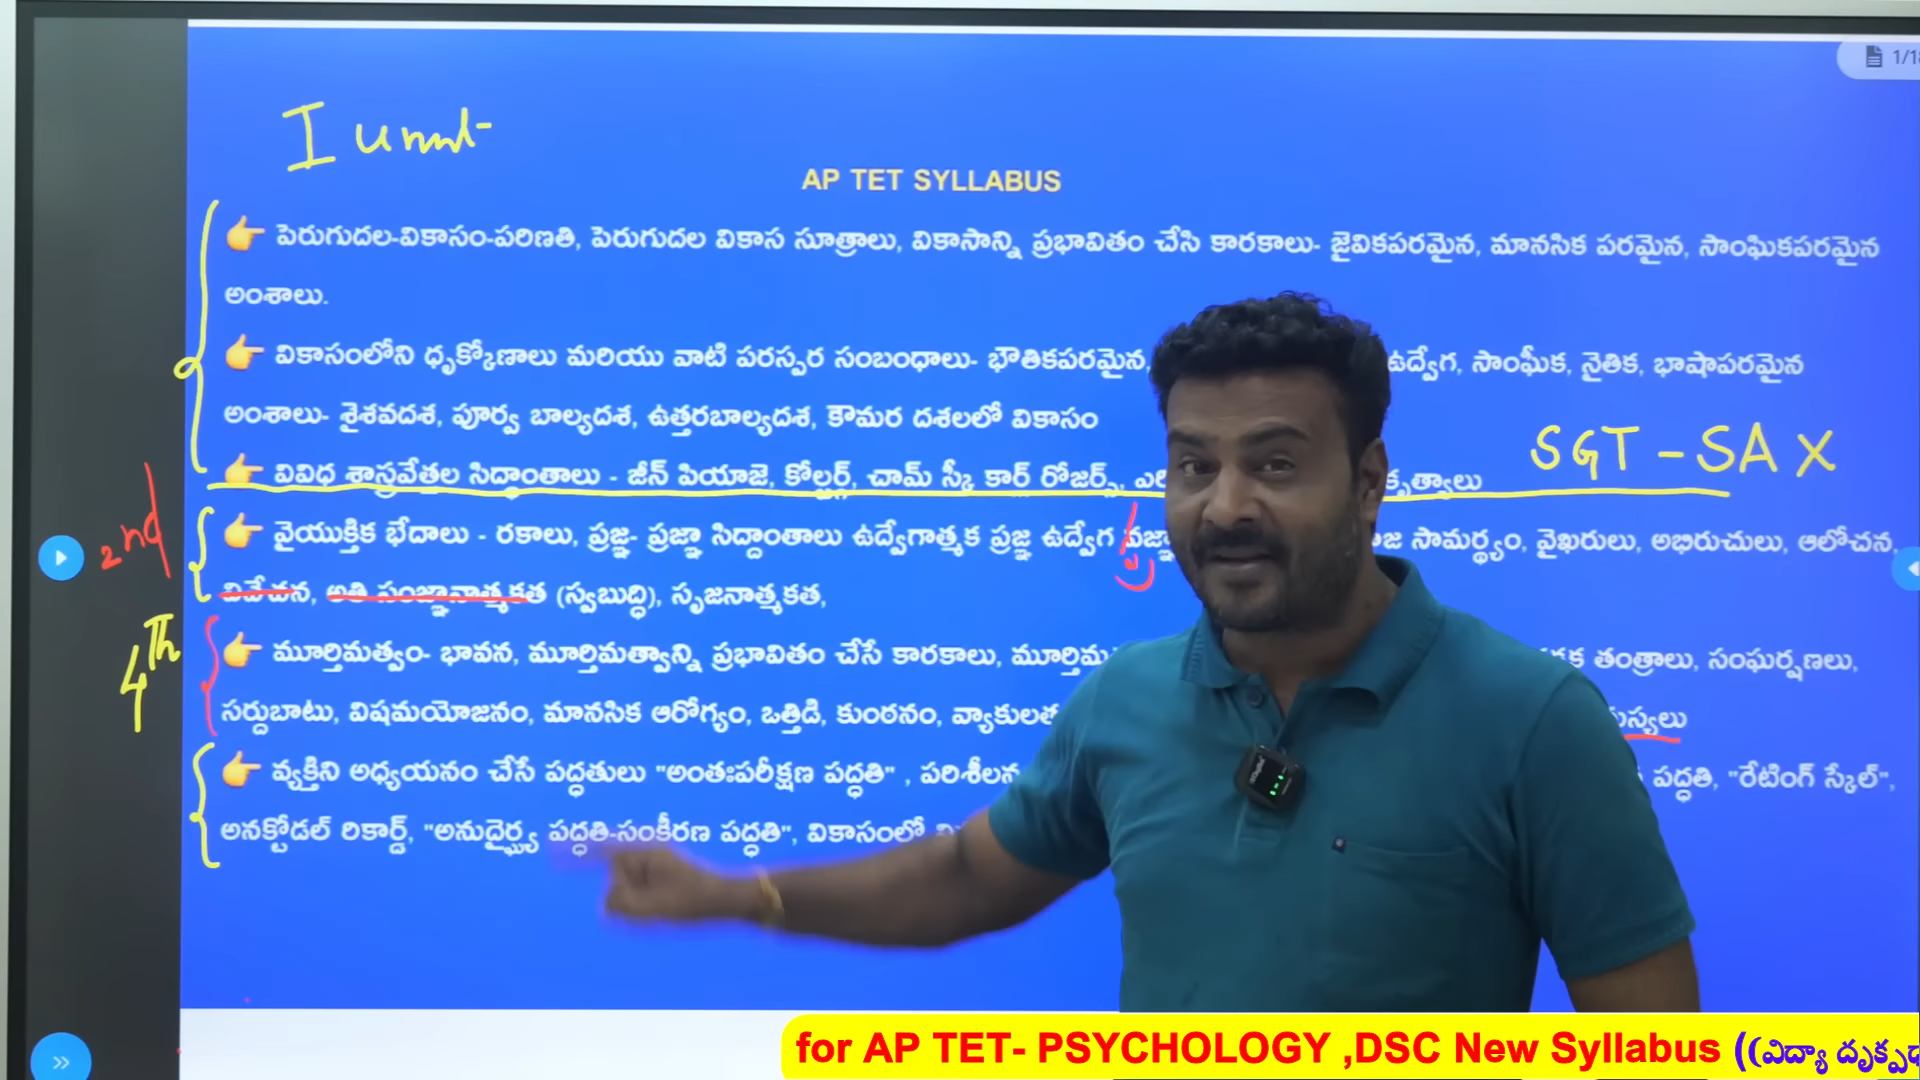 1/18
I unit-
AP TET SYLLABUS
పెరుగుదల-వికాసం-పరిణతి, పెరుగుదల వికాస సూత్రాలు, వికాసాన్ని ప్రభావితం చేసి కారకాలు- జైవికపరమైన, మానసిక పరమైన, సాంఘికపరమైన
అంశాలు.
వికాసంలోని ధృక్కోణాలు మరియు వాటి పరస్పర సంబంధాలు- భౌతికపరమైన, ఉద్వేగ, సాంఘీక, నైతిక, భాషాపరమైన
అంశాలు- శైశవదశ, పూర్వ బాల్యదశ, ఉత్తరబాల్యదశ, కౌమర దశలలో వికాసం
SGT - SA X
వివిధ శాస్త్రవేత్తల సిద్ధాంతాలు - జీన్ పియాజె, కోల్బర్గ్, చామ్ స్కీ కార్ల్ రోజర్స్, కృత్యాలు
2nd
వైయుక్తిక భేదాలు - రకాలు, ప్రజ్ఞ- ప్రజ్ఞా సిద్దాంతాలు ఉద్వేగాత్మక ప్రజ్ఞ ఉద్వేగ సామర్థ్యం, వైఖరులు, అభిరుచులు, ఆలోచన,
వివేచన, అతి సంజ్ఞానాత్మకత (స్వబుద్ధి), సృజనాత్మకత,
4Th
మూర్తిమత్వం- భావన, మూర్తిమత్వాన్ని ప్రభావితం చేసే కారకాలు, తంత్రాలు, సంఘర్షణలు,
సర్దుబాటు, విషమయోజనం, మానసిక ఆరోగ్యం, ఒత్తిడి, కుంఠనం,
వ్యక్తిని అధ్యయనం చేసే పద్ధతులు "అంతఃపరీక్షణ పద్ధతి" , పద్ధతి, "రేటింగ్ స్కేల్",
అనక్డోటల్ రికార్డ్, "అనుదైర్ఘ్య పద్ధతి-సంకీరణ పద్ధతి", వికాసంలో
for AP TET- PSYCHOLOGY ,DSC New Syllabus ((విద్యా